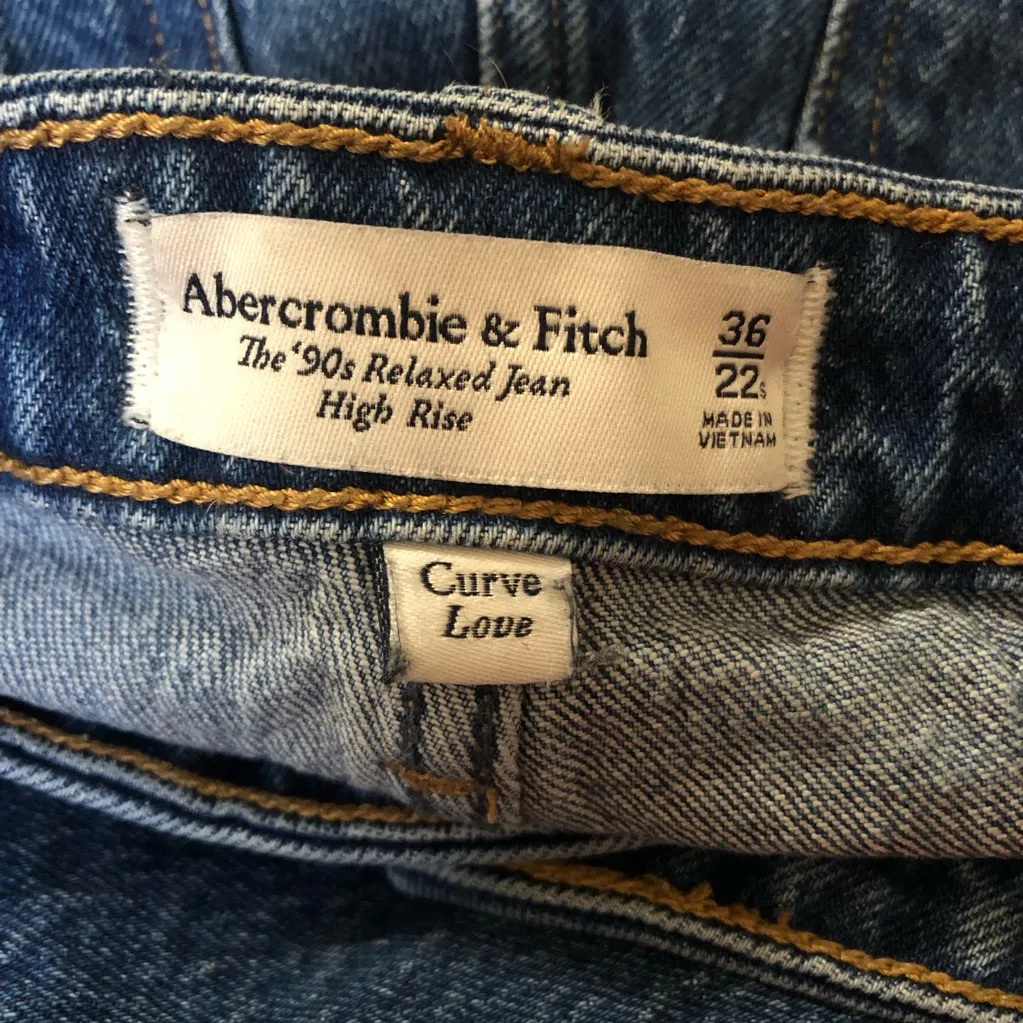 Abercrombie & Fitch
The '90s Relaxed Jean
High Rise
36
22s
MADE IN
VIETNAM
Curve
Love